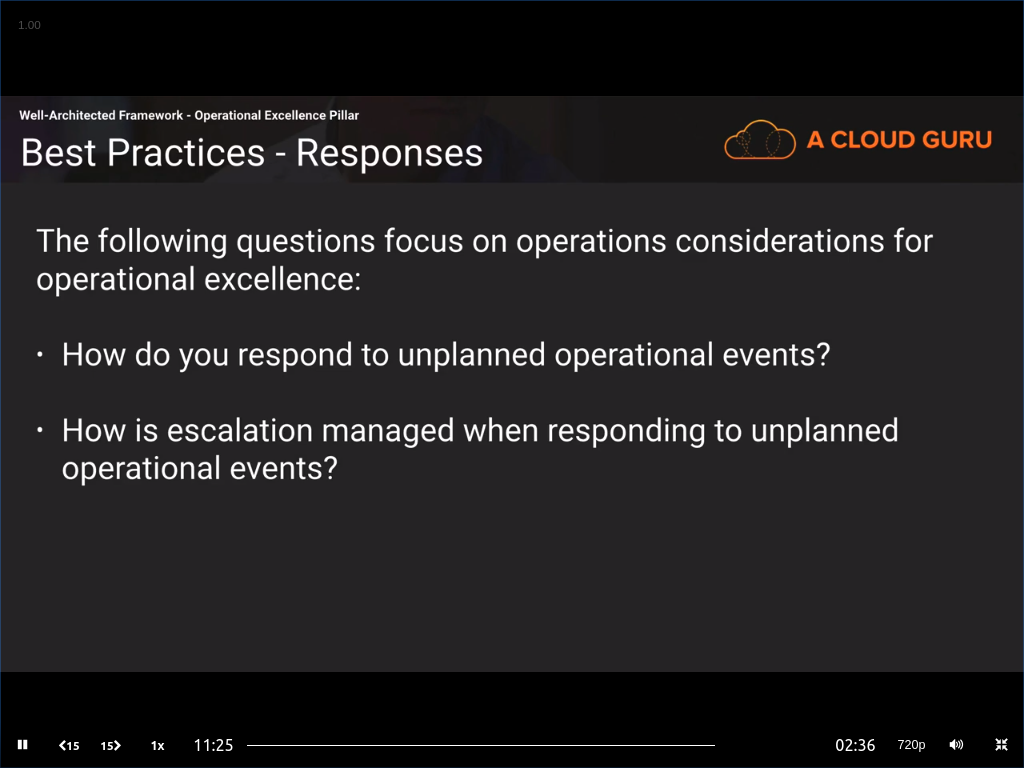 1.00
Well-Architected Framework - Operational Excellence Pillar
Best Practices - Responses
A CLOUD GURU
The following questions focus on operations considerations for
operational excellence:
• How do you respond to unplanned operational events?
• How is escalation managed when responding to unplanned
operational events?
15 15 1x 11:25 02:36 720p